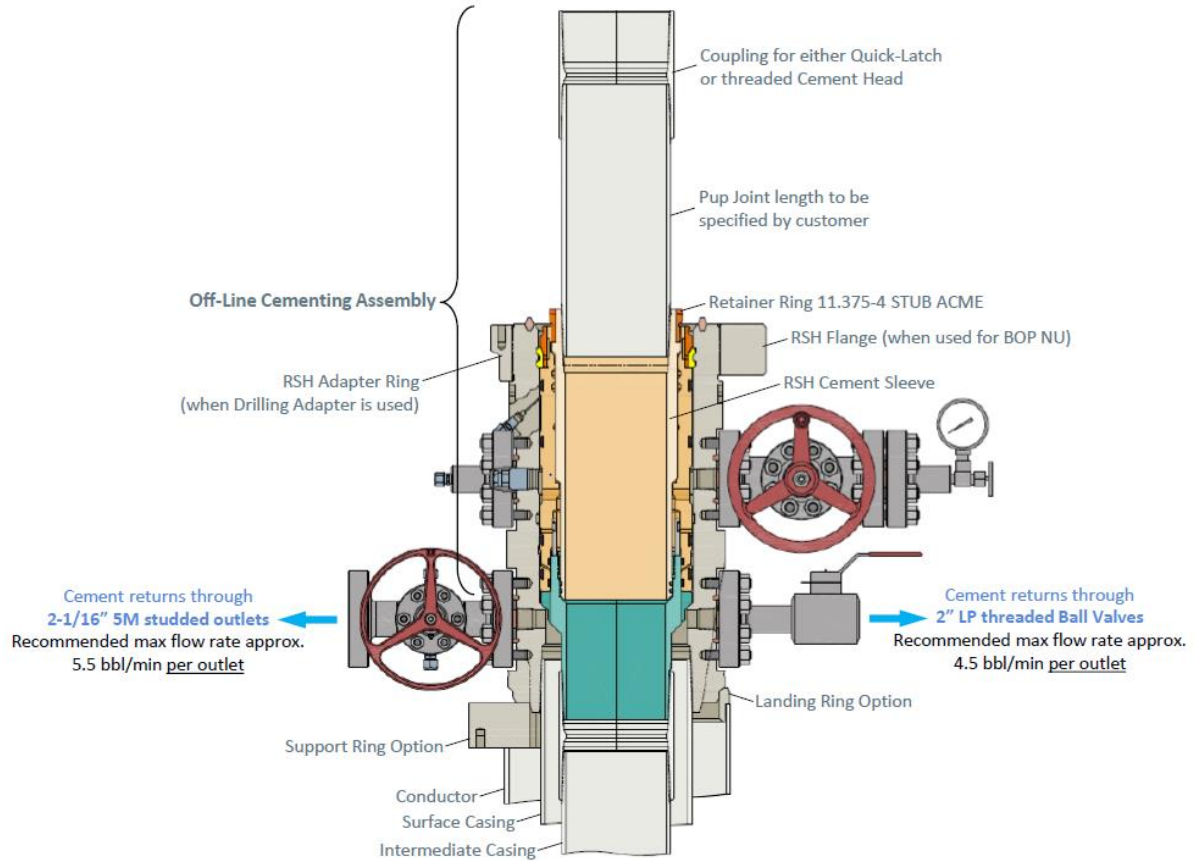 Coupling for either Quick-Latch
or threaded Cement Head
Pup Joint length to be
specified by customer
Off-Line Cementing Assembly
Retainer Ring 11.375-4 STUB ACME
RSH Flange (when used for BOP NU)
RSH Adapter Ring
(when Drilling Adapter is used)
RSH Cement Sleeve
Cement returns through
2-1/16” 5M studded outlets
Recommended max flow rate approx.
5.5 bbl/min per outlet
Cement returns through
2” LP threaded Ball Valves
Recommended max flow rate approx.
4.5 bbl/min per outlet
Landing Ring Option
Support Ring Option
Conductor
Surface Casing
Intermediate Casing